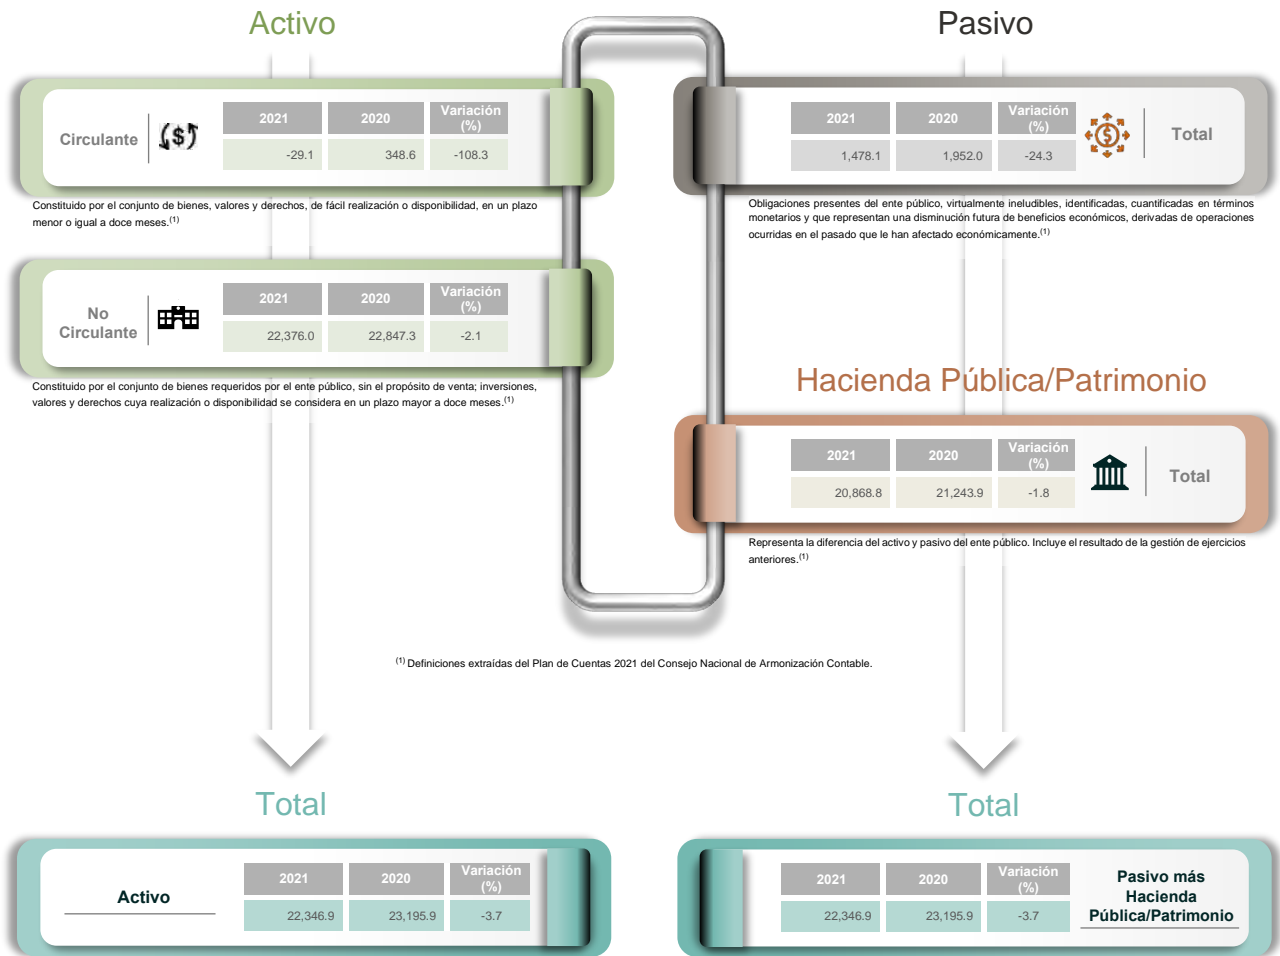 Activo
Circulante
2021 2020 Variación (%)
-29.1 348.6 -108.3
Constituido por el conjunto de bienes, valores y derechos, de fácil realización o disponibilidad, en un plazo
menor o igual a doce meses.(1)
No
Circulante
2021 2020 Variación (%)
22,376.0 22,847.3 -2.1
Constituido por el conjunto de bienes requeridos por el ente público, sin el propósito de venta; inversiones,
valores y derechos cuya realización o disponibilidad se considera en un plazo mayor a doce meses.(1)
Pasivo
2021 2020 Variación (%)
1,478.1 1,952.0 -24.3
Total
Obligaciones presentes del ente público, virtualmente ineludibles, identificadas, cuantificadas en términos
monetarios y que representan una disminución futura de beneficios económicos, derivadas de operaciones
ocurridas en el pasado que le han afectado económicamente.(1)
Hacienda Pública/Patrimonio
2021 2020 Variación (%)
20,868.8 21,243.9 -1.8
Total
Representa la diferencia del activo y pasivo del ente público. Incluye el resultado de la gestión de ejercicios
anteriores.(1)
(1) Definiciones extraídas del Plan de Cuentas 2021 del Consejo Nacional de Armonización Contable.
Total
Activo
2021 2020 Variación (%)
22,346.9 23,195.9 -3.7
Total
2021 2020 Variación (%)
22,346.9 23,195.9 -3.7
Pasivo más
Hacienda
Pública/Patrimonio